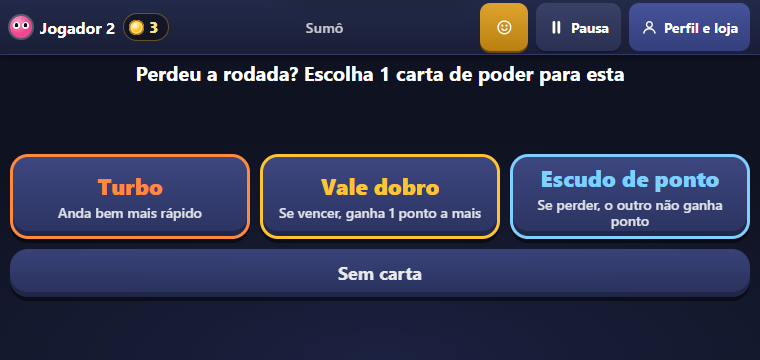 Jogador 2
3
Sumô
Pausa
Perfil e loja
Perdeu a rodada? Escolha 1 carta de poder para esta
Turbo
Anda bem mais rápido
Vale dobro
Se vencer, ganha 1 ponto a mais
Escudo de ponto
Se perder, o outro não ganha
ponto
Sem carta